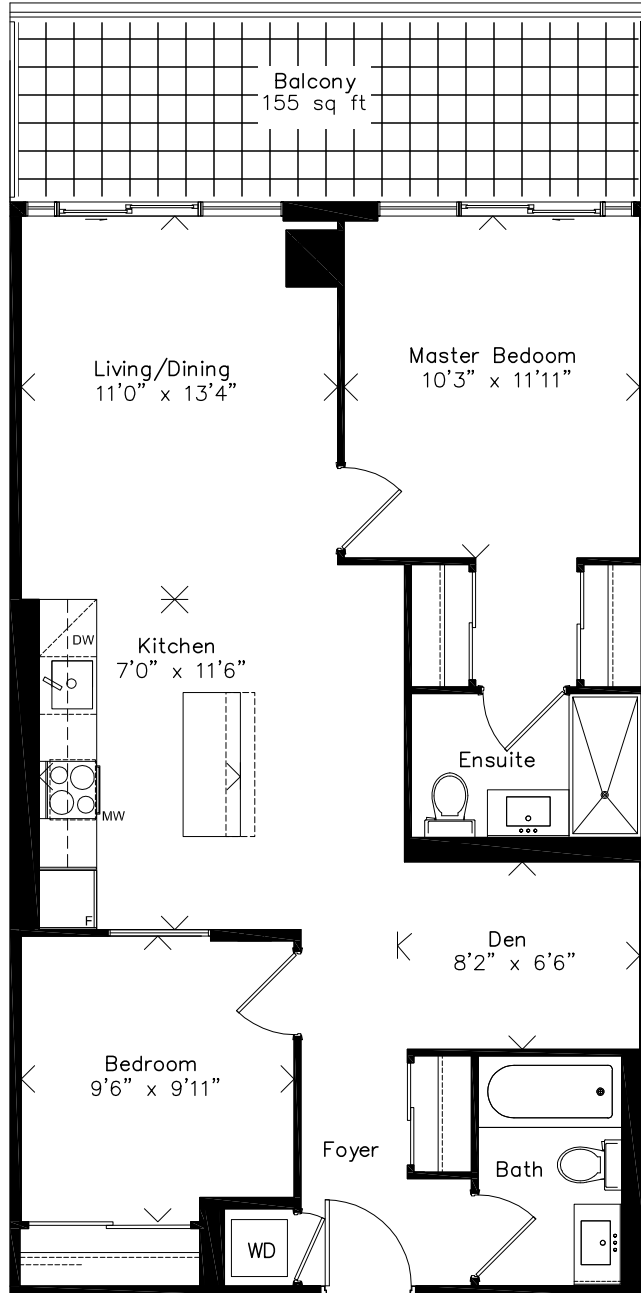 Balcony
155 sq ft
Living/Dining
11'0" x 13'4"
Master Bedoom
10'3" x 11'11"
DW
Kitchen
7'0" x 11'6"
Ensuite
MW
F
Den
8'2" x 6'6"
Bedroom
9'6" x 9'11"
Foyer
Bath
WD